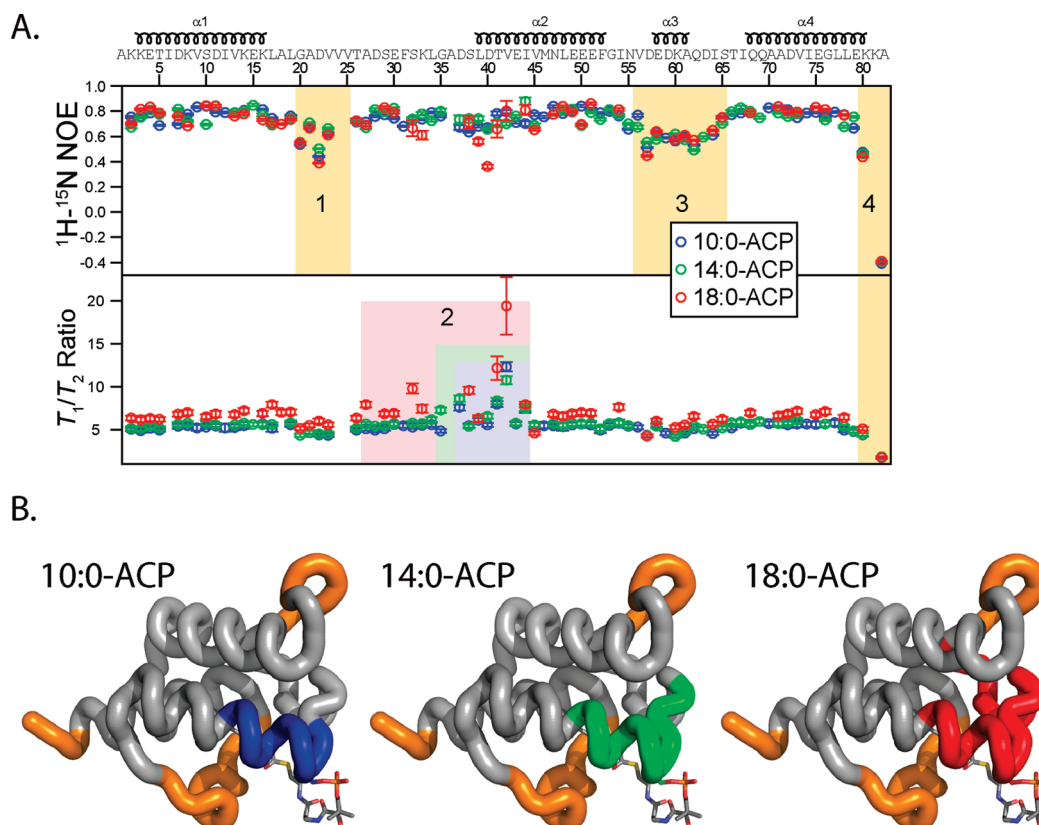 A.
α1 α2 α3 α4
AKKETIDKVSDIVKEKLALGADVVVTADSEFSKLGADSLDTVEIVMNLEEEFGINVDEDKAQDISTIQQAADVIEGLLEKKA
5 10 15 20 25 30 35 40 45 50 55 60 65 70 75 80
¹H-¹⁵N NOE
1.0
0.8
0.6
0.4
0.2
0.0
-0.2
-0.4
1 3 4
10:0-ACP
14:0-ACP
18:0-ACP
T₁/T₂ Ratio
20
15
10
5
2
B.
10:0-ACP 14:0-ACP 18:0-ACP